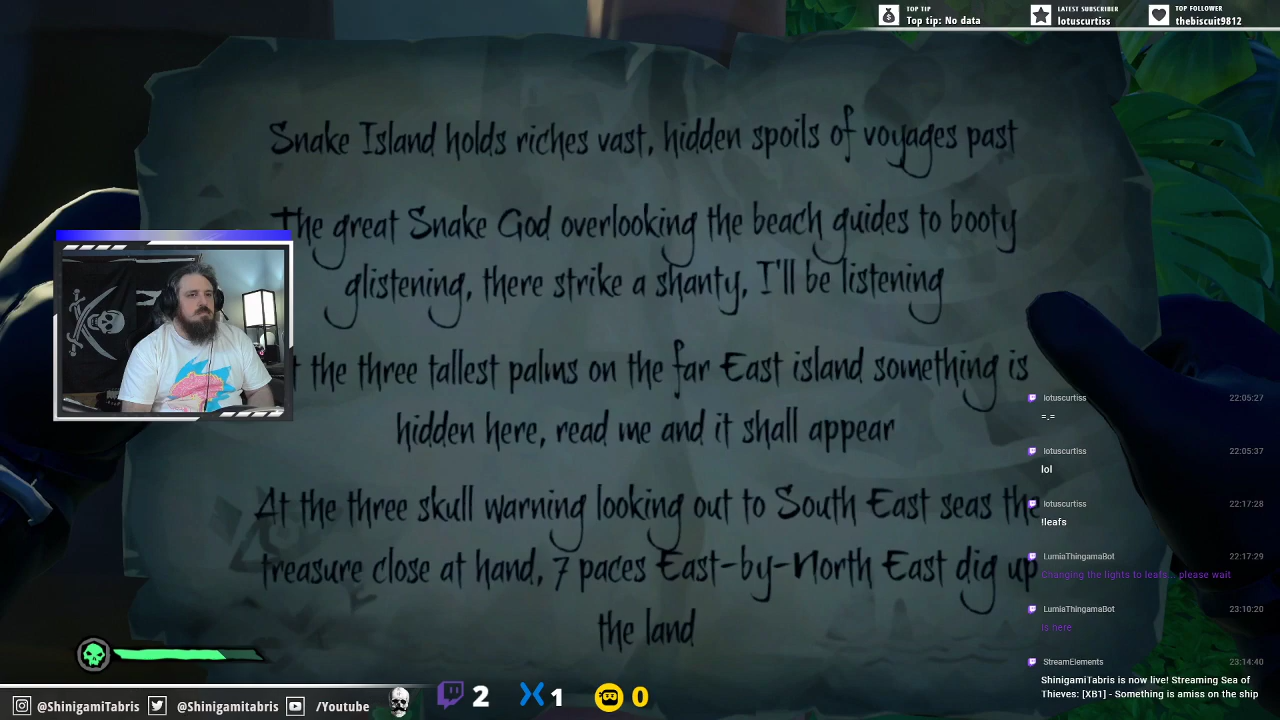 TOP TIP
Top tip: No data
LATEST SUBSCRIBER
lotuscurtiss
TOP FOLLOWER
thebiscuit9812
Snake Island holds riches vast, hidden spoils of voyages past
The great Snake God overlooking the beach guides to booty
glistening, there strike a shanty, I'll be listening
the three tallest palms on the far East island something is
hidden here, read me and it shall appear
At the three skull warning looking out to South East seas the
treasure close at hand, 7 paces East-by-North East dig up
the land
lotuscurtiss 22:05:27
=.=
lotuscurtiss 22:05:37
lol
lotuscurtiss 22:17:28
!leafs
LumiaThingamaBot 22:17:29
Changing the lights to leafs... please wait
LumiaThingamaBot 23:10:20
is here
StreamElements 23:14:40
ShinigamiTabris is now live! Streaming Sea of
Thieves: [XB1] - Something is amiss on the ship
@ShinigamiTabris @Shinigamitabris /Youtube 2 1 0